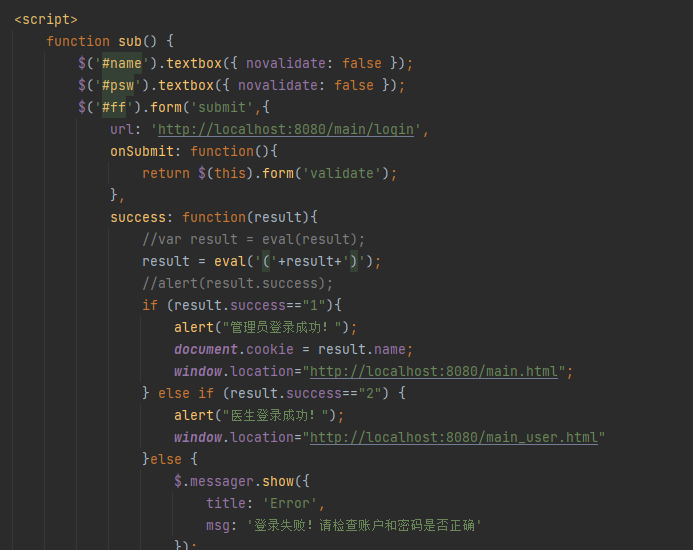 <script>
function sub() {
$('#name').textbox({ novalidate: false });
$('#psw').textbox({ novalidate: false });
$('#ff').form('submit',{
url: 'http://localhost:8080/main/login',
onSubmit: function(){
return $(this).form('validate');
},
success: function(result){
//var result = eval(result);
result = eval('('+result+')');
//alert(result.success);
if (result.success=="1"){
alert("管理员登录成功！");
document.cookie = result.name;
window.location="http://localhost:8080/main.html";
} else if (result.success=="2") {
alert("医生登录成功！");
window.location="http://localhost:8080/main_user.html"
}else {
$.messager.show({
title: 'Error',
msg: '登录失败！请检查账户和密码是否正确'
});